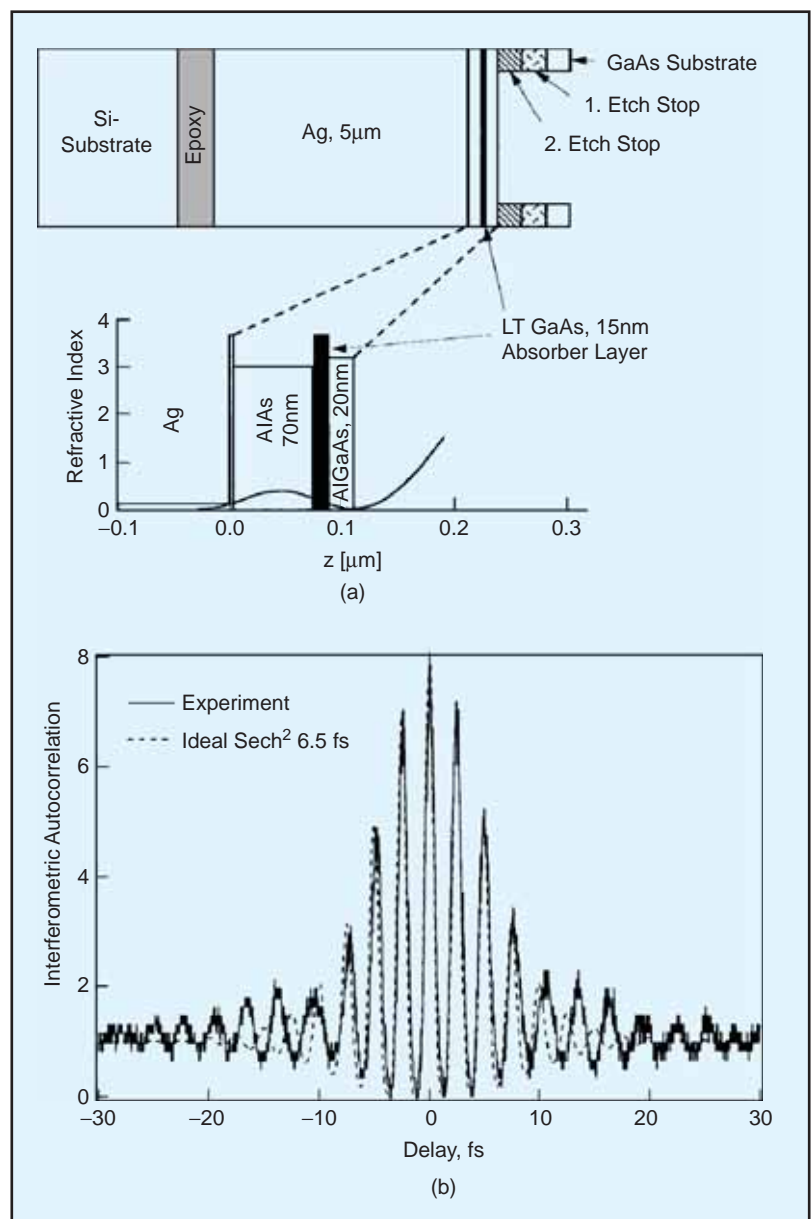 GaAs Substrate
1. Etch Stop
2. Etch Stop
Si-
Substrate
Epoxy
Ag, 5μm
LT GaAs, 15nm
Absorber Layer
Refractive Index
4
3
2
1
0
Ag
AlAs
70nm
AlGaAs, 20nm
–0.1
0.0
0.1
0.2
0.3
z [μm]
(a)
Interferometric Autocorrelation
8
6
4
2
0
Experiment
Ideal Sech² 6.5 fs
–30
–20
–10
0
10
20
30
Delay, fs
(b)